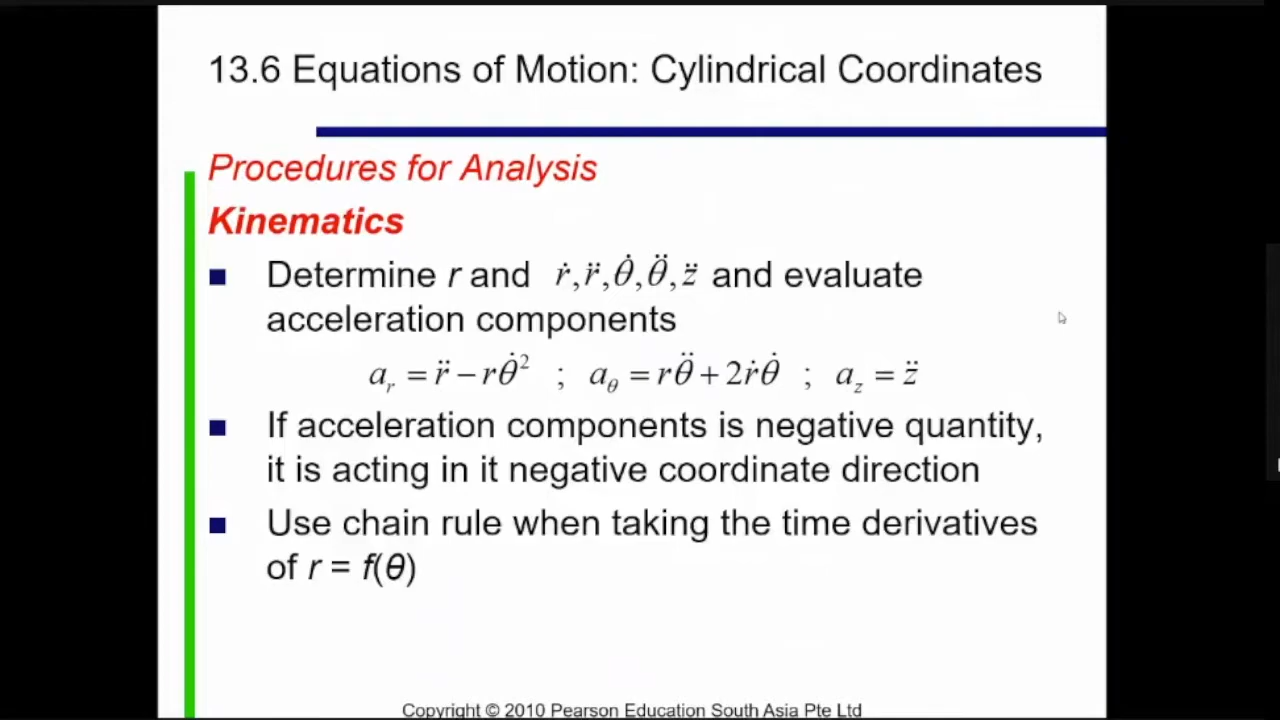 13.6 Equations of Motion: Cylindrical Coordinates
Procedures for Analysis
Kinematics
■ Determine r and ṙ, r̈, θ̇, θ̈, z̈ and evaluate
acceleration components
a_r = r̈ − rθ̇² ; a_θ = rθ̈ + 2ṙθ̇ ; a_z = z̈
■ If acceleration components is negative quantity,
it is acting in it negative coordinate direction
■ Use chain rule when taking the time derivatives
of r = f(θ)
Copyright © 2010 Pearson Education South Asia Pte Ltd